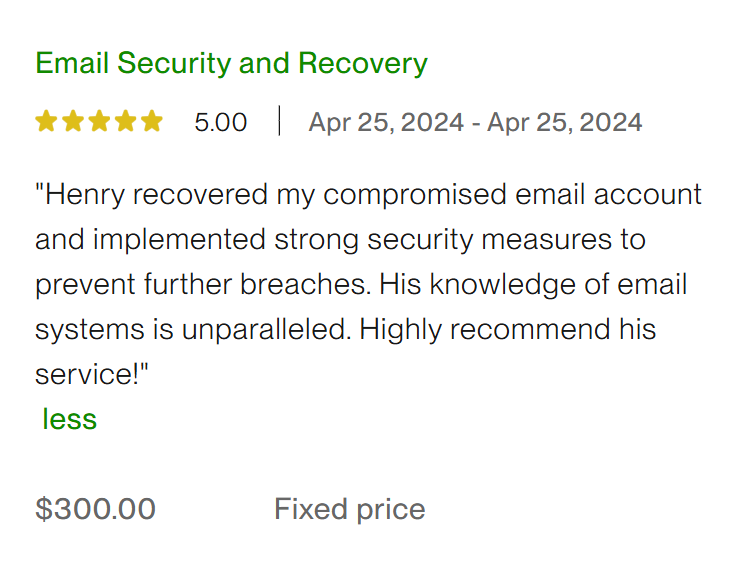 Email Security and Recovery
5.00 | Apr 25, 2024 - Apr 25, 2024
"Henry recovered my compromised email account
and implemented strong security measures to
prevent further breaches. His knowledge of email
systems is unparalleled. Highly recommend his
service!"
less
$300.00 Fixed price